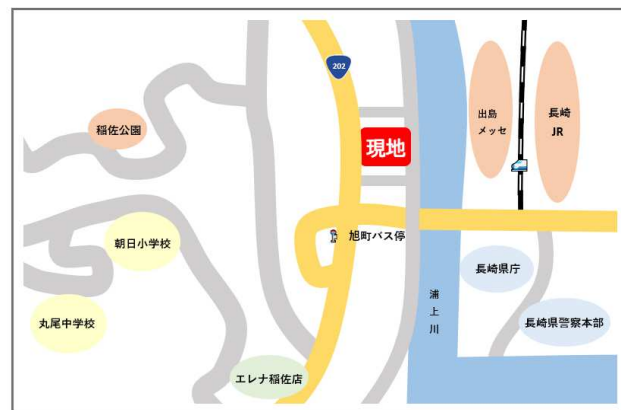 202
稲佐公園
現地
出島
メッセ
長崎
JR
朝日小学校
旭町バス停
長崎県庁
丸尾中学校
浦上川
長崎県警察本部
エレナ稲佐店